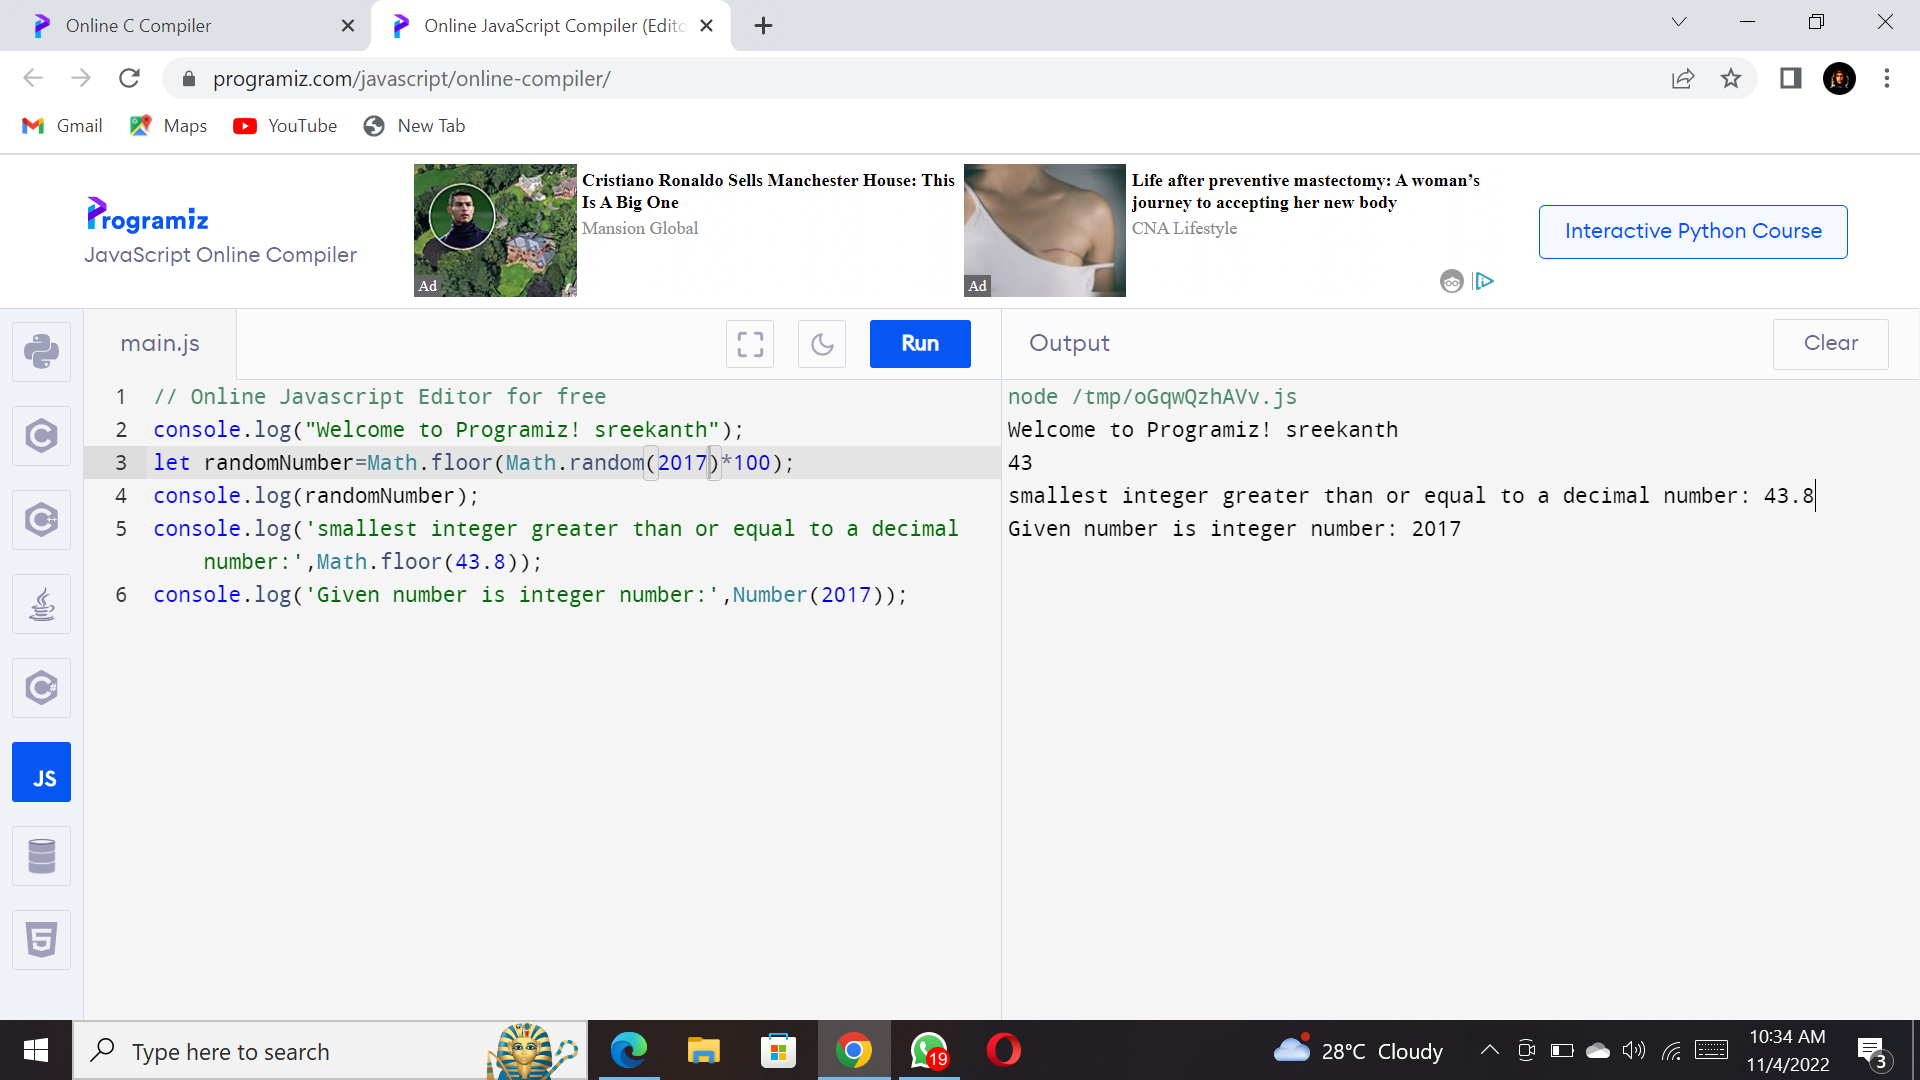 Online C Compiler
Online JavaScript Compiler (Edito
programiz.com/javascript/online-compiler/
Gmail
Maps
YouTube
New Tab
Programiz
JavaScript Online Compiler
Cristiano Ronaldo Sells Manchester House: This
Is A Big One
Mansion Global
Ad
Life after preventive mastectomy: A woman’s
journey to accepting her new body
CNA Lifestyle
Ad
Interactive Python Course
main.js
Run
Output
Clear
1 // Online Javascript Editor for free
2 console.log("Welcome to Programiz! sreekanth");
3 let randomNumber=Math.floor(Math.random(2017)*100);
4 console.log(randomNumber);
5 console.log('smallest integer greater than or equal to a decimal
number:',Math.floor(43.8));
6 console.log('Given number is integer number:',Number(2017));
node /tmp/oGqwQzhAVv.js
Welcome to Programiz! sreekanth
43
smallest integer greater than or equal to a decimal number: 43.8
Given number is integer number: 2017
C
C++
C#
JS
5
Type here to search
19
28°C Cloudy
10:34 AM
11/4/2022
3